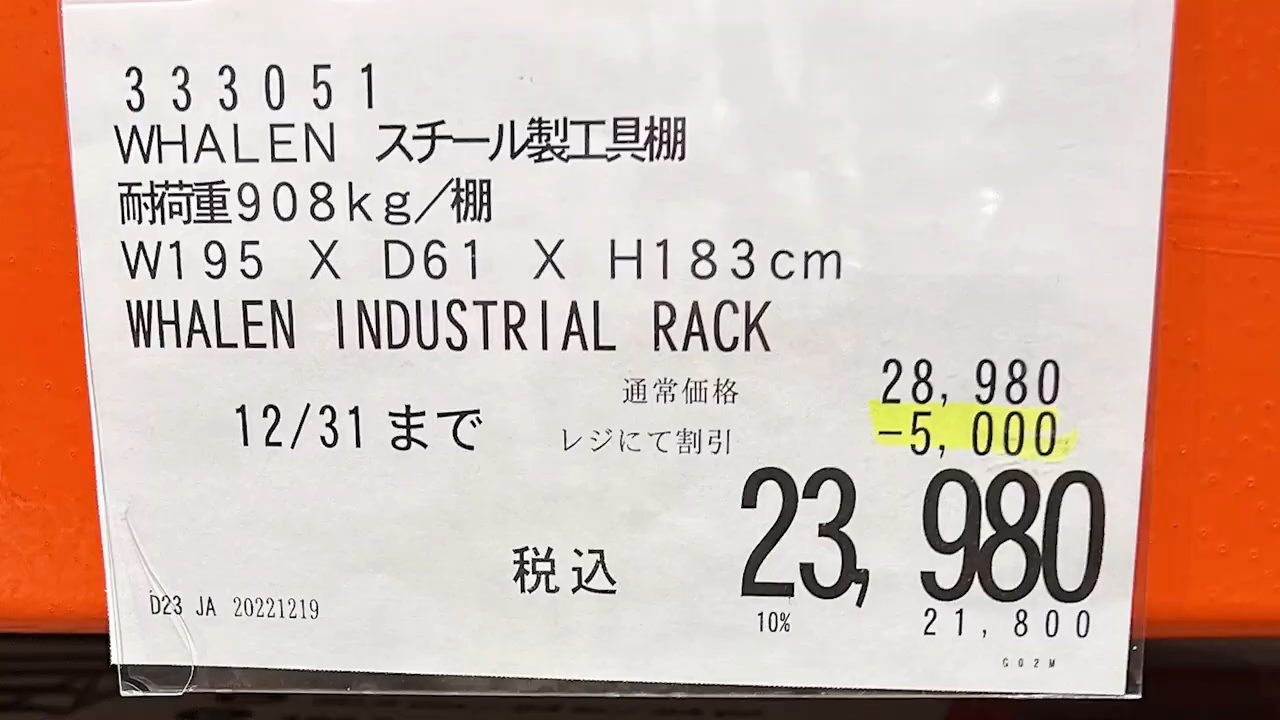 333051
WHALEN スチール製工具棚
耐荷重908kg/棚
W195 X D61 X H183cm
WHALEN INDUSTRIAL RACK
通常価格 28,980
12/31まで レジにて割引 -5,000
税込 23,980
D23 JA 20221219 10% 21,800
G02M